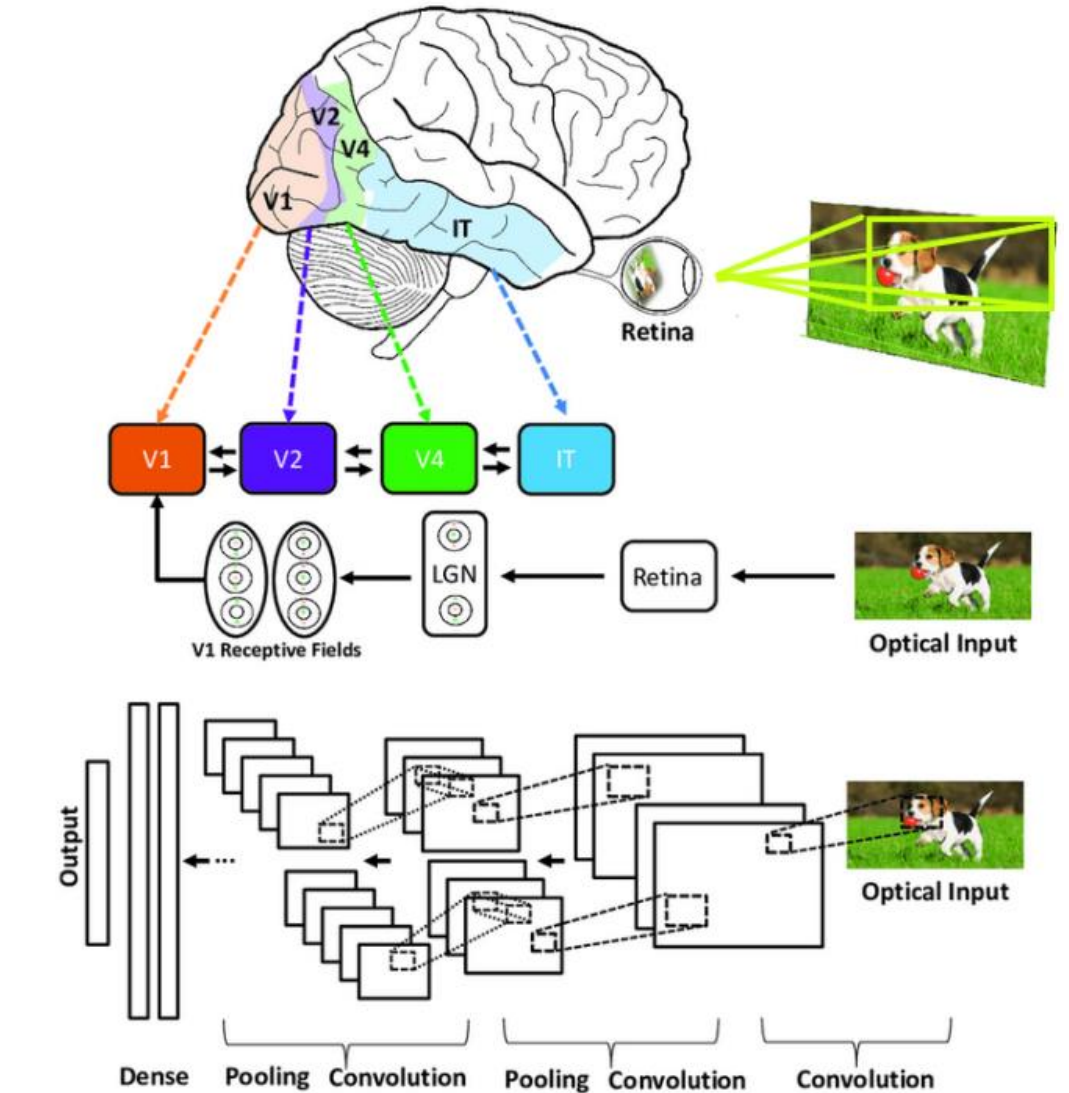 V2
V4
V1
IT
Retina
V1
V2
V4
IT
LGN
Retina
V1 Receptive Fields
Optical Input
Output
...
Optical Input
Dense
Pooling
Convolution
Pooling
Convolution
Convolution